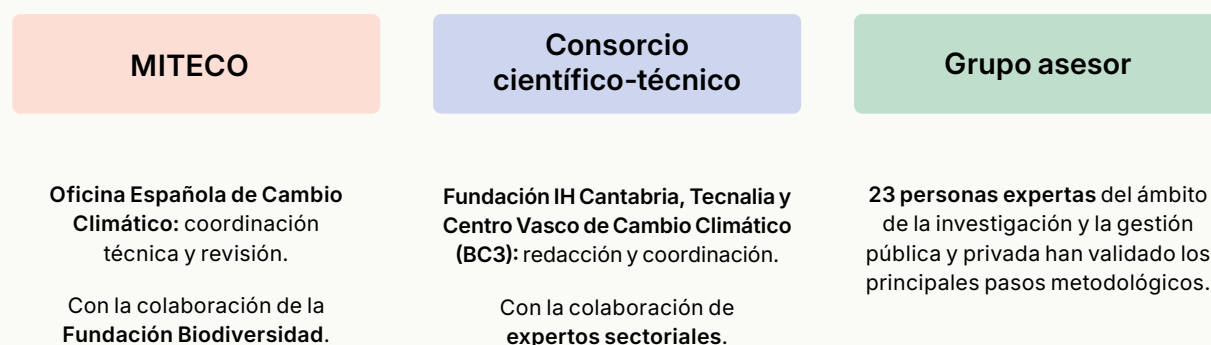 MITECO
Consorcio
científico-técnico
Grupo asesor
Oficina Española de Cambio
Climático: coordinación
técnica y revisión.
Con la colaboración de la
Fundación Biodiversidad.
Fundación IH Cantabria, Tecnalia y
Centro Vasco de Cambio Climático
(BC3): redacción y coordinación.
Con la colaboración de
expertos sectoriales.
23 personas expertas del ámbito
de la investigación y la gestión
pública y privada han validado los
principales pasos metodológicos.